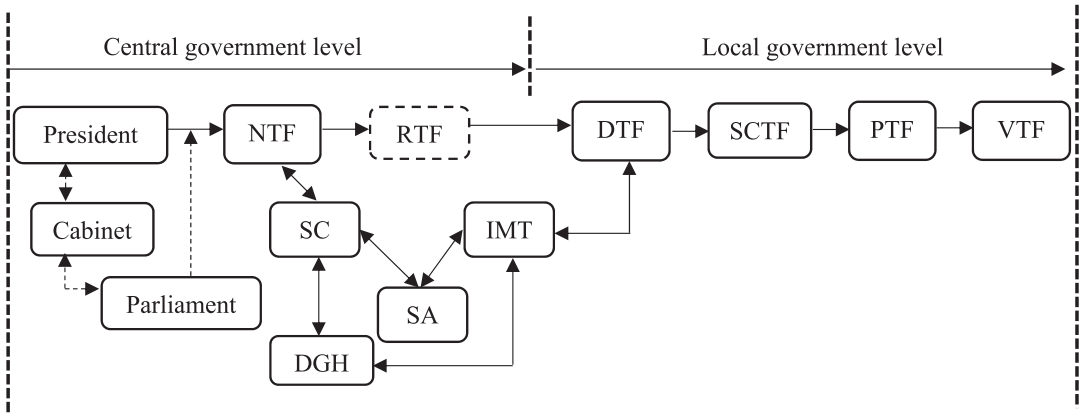 Central government level
Local government level
President
NTF
RTF
DTF
SCTF
PTF
VTF
Cabinet
SC
IMT
Parliament
SA
DGH